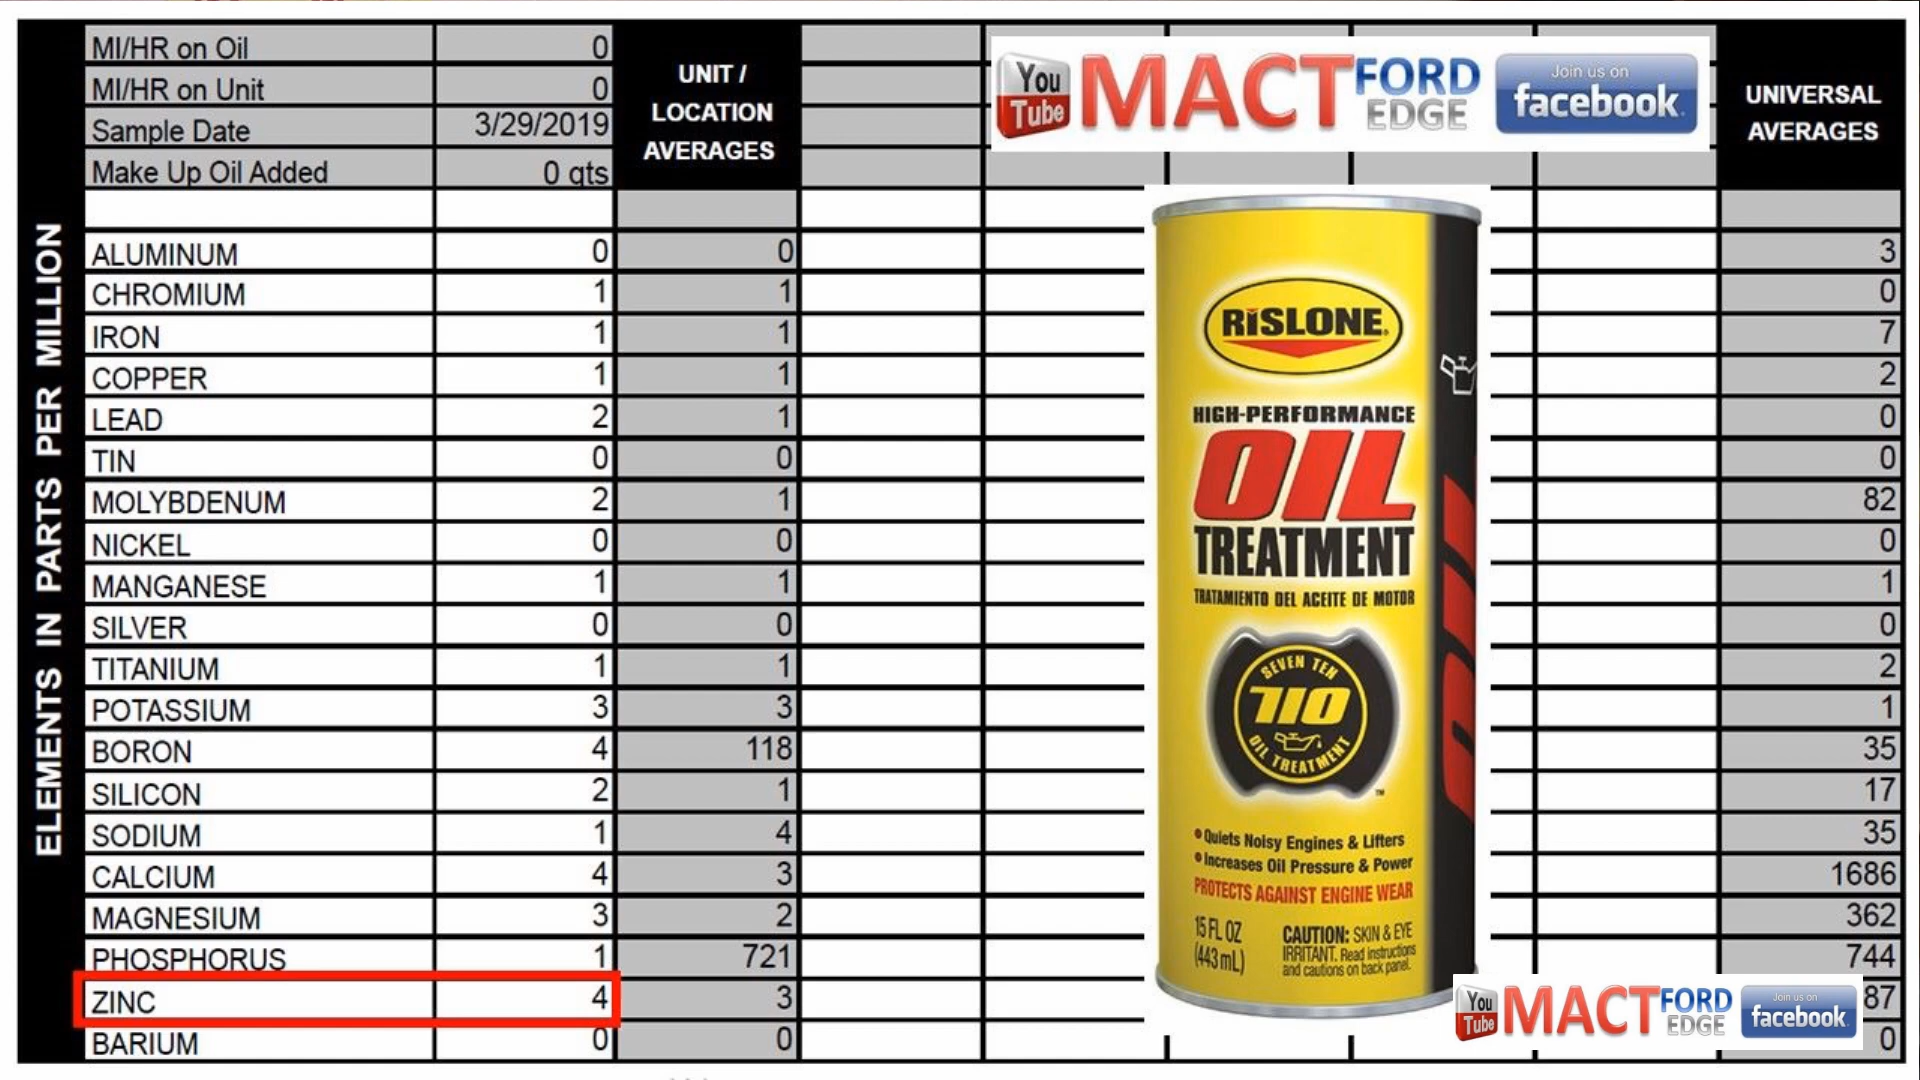 MI/HR on Oil 0
MI/HR on Unit 0
Sample Date 3/29/2019
Make Up Oil Added 0 qts
UNIT /
LOCATION
AVERAGES
You
Tube
MACT
FORD
EDGE
Join us on
facebook
UNIVERSAL
AVERAGES
ELEMENTS IN PARTS PER MILLION
ALUMINUM 0 0 3
CHROMIUM 1 1 0
IRON 1 1 7
COPPER 1 1 2
LEAD 2 1 0
TIN 0 0 0
MOLYBDENUM 2 1 82
NICKEL 0 0 0
MANGANESE 1 1 1
SILVER 0 0 0
TITANIUM 1 1 2
POTASSIUM 3 3 1
BORON 4 118 35
SILICON 2 1 17
SODIUM 1 4 35
CALCIUM 4 3 1686
MAGNESIUM 3 2 362
PHOSPHORUS 1 721 744
ZINC 4 3 87
BARIUM 0 0 0
RISLONE
HIGH-PERFORMANCE
OIL
TREATMENT
TRATAMIENTO DEL ACEITE DE MOTOR
SEVEN TEN
710
OIL TREATMENT
TM
• Quiets Noisy Engines & Lifters
• Increases Oil Pressure & Power
PROTECTS AGAINST ENGINE WEAR
15 FL OZ
(443 mL)
CAUTION: SKIN & EYE
IRRITANT. Read instructions
and cautions on back panel.
OIL
You
Tube
MACT
FORD
EDGE
Join us on
facebook